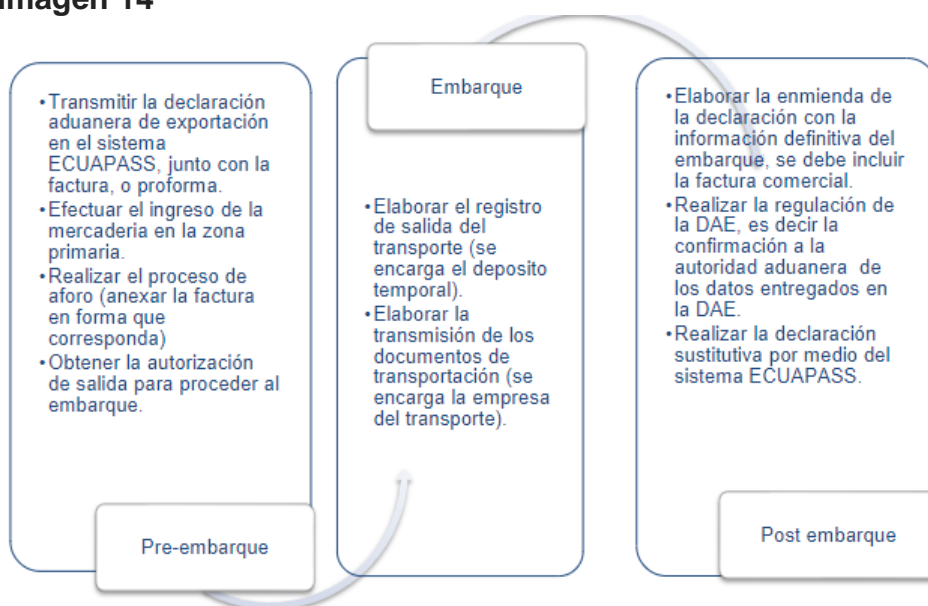 Imagen 14
•Transmitir la declaración
aduanera de exportación
en el sistema
ECUAPASS, junto con la
factura, o proforma.
•Efectuar el ingreso de la
mercaderia en la zona
primaria.
•Realizar el proceso de
aforo (anexar la factura
en forma que
corresponda)
•Obtener la autorización
de salida para proceder al
embarque.
Pre-embarque
Embarque
•Elaborar el registro
de salida del
transporte (se
encarga el deposito
temporal).
•Elaborar la
transmisión de los
documentos de
transportación (se
encarga la empresa
del transporte).
•Elaborar la enmienda de
la declaración con la
información definitiva del
embarque, se debe incluir
la factura comercial.
•Realizar la regulación de
la DAE, es decir la
confirmación a la
autoridad aduanera de
los datos entregados en
la DAE.
•Realizar la declaración
sustitutiva por medio del
sistema ECUAPASS.
Post embarque